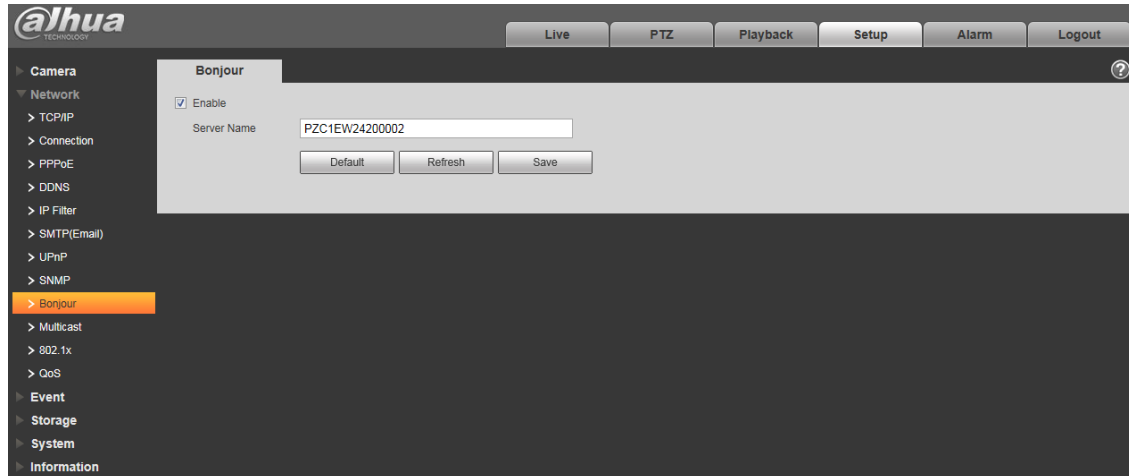 alhua
TECHNOLOGY
Live
PTZ
Playback
Setup
Alarm
Logout
Camera
Network
> TCP/IP
> Connection
> PPPoE
> DDNS
> IP Filter
> SMTP(Email)
> UPnP
> SNMP
> Bonjour
> Multicast
> 802.1x
> QoS
Event
Storage
System
Information
Bonjour
?
Enable
Server Name
PZC1EW24200002
Default
Refresh
Save